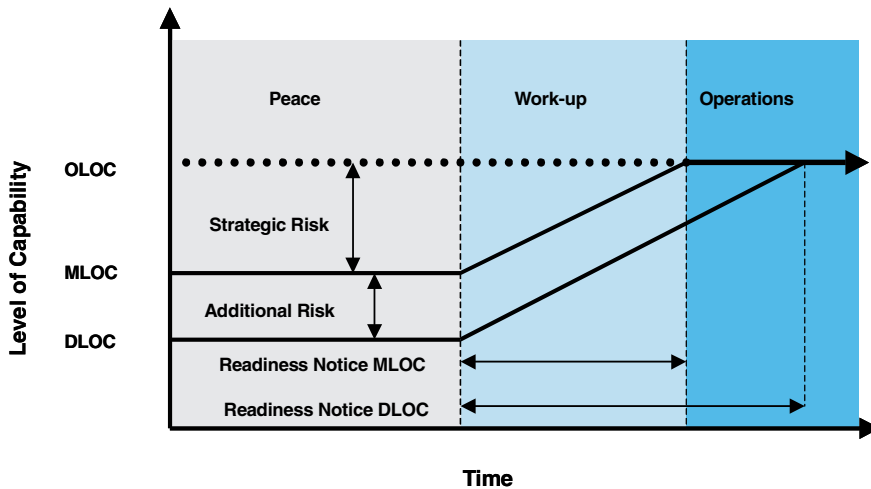 Peace
Work-up
Operations
Level of Capability
OLOC
Strategic Risk
MLOC
Additional Risk
DLOC
Readiness Notice MLOC
Readiness Notice DLOC
Time